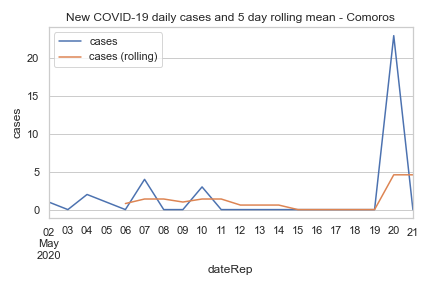 New COVID-19 daily cases and 5 day rolling mean - Comoros
cases
cases (rolling)
20
15
10
5
0
cases
02 03 04 05 06 07 08 09 10 11 12 13 14 15 16 17 18 19 20 21
May
2020
dateRep